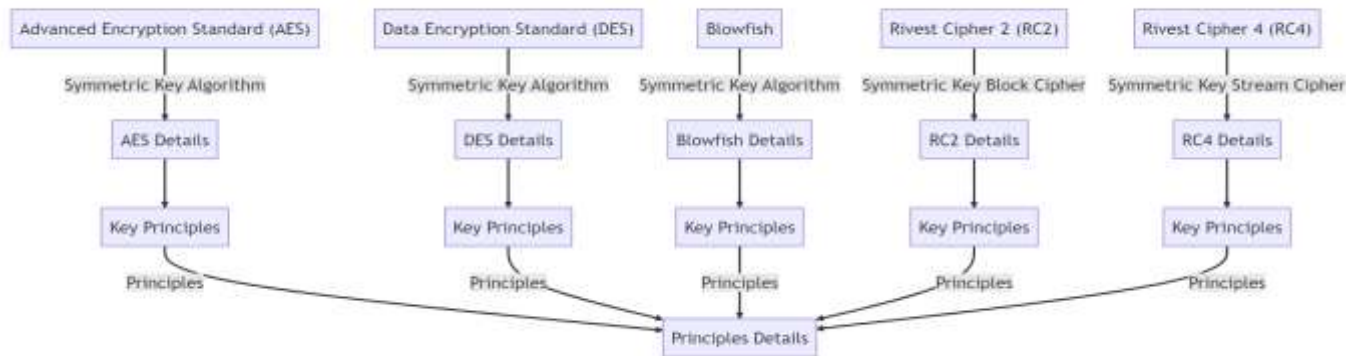 Advanced Encryption Standard (AES)
Data Encryption Standard (DES)
Blowfish
Rivest Cipher 2 (RC2)
Rivest Cipher 4 (RC4)
Symmetric Key Algorithm
Symmetric Key Algorithm
Symmetric Key Algorithm
Symmetric Key Block Cipher
Symmetric Key Stream Cipher
AES Details
DES Details
Blowfish Details
RC2 Details
RC4 Details
Key Principles
Key Principles
Key Principles
Key Principles
Key Principles
Principles
Principles
Principles
Principles
Principles
Principles Details